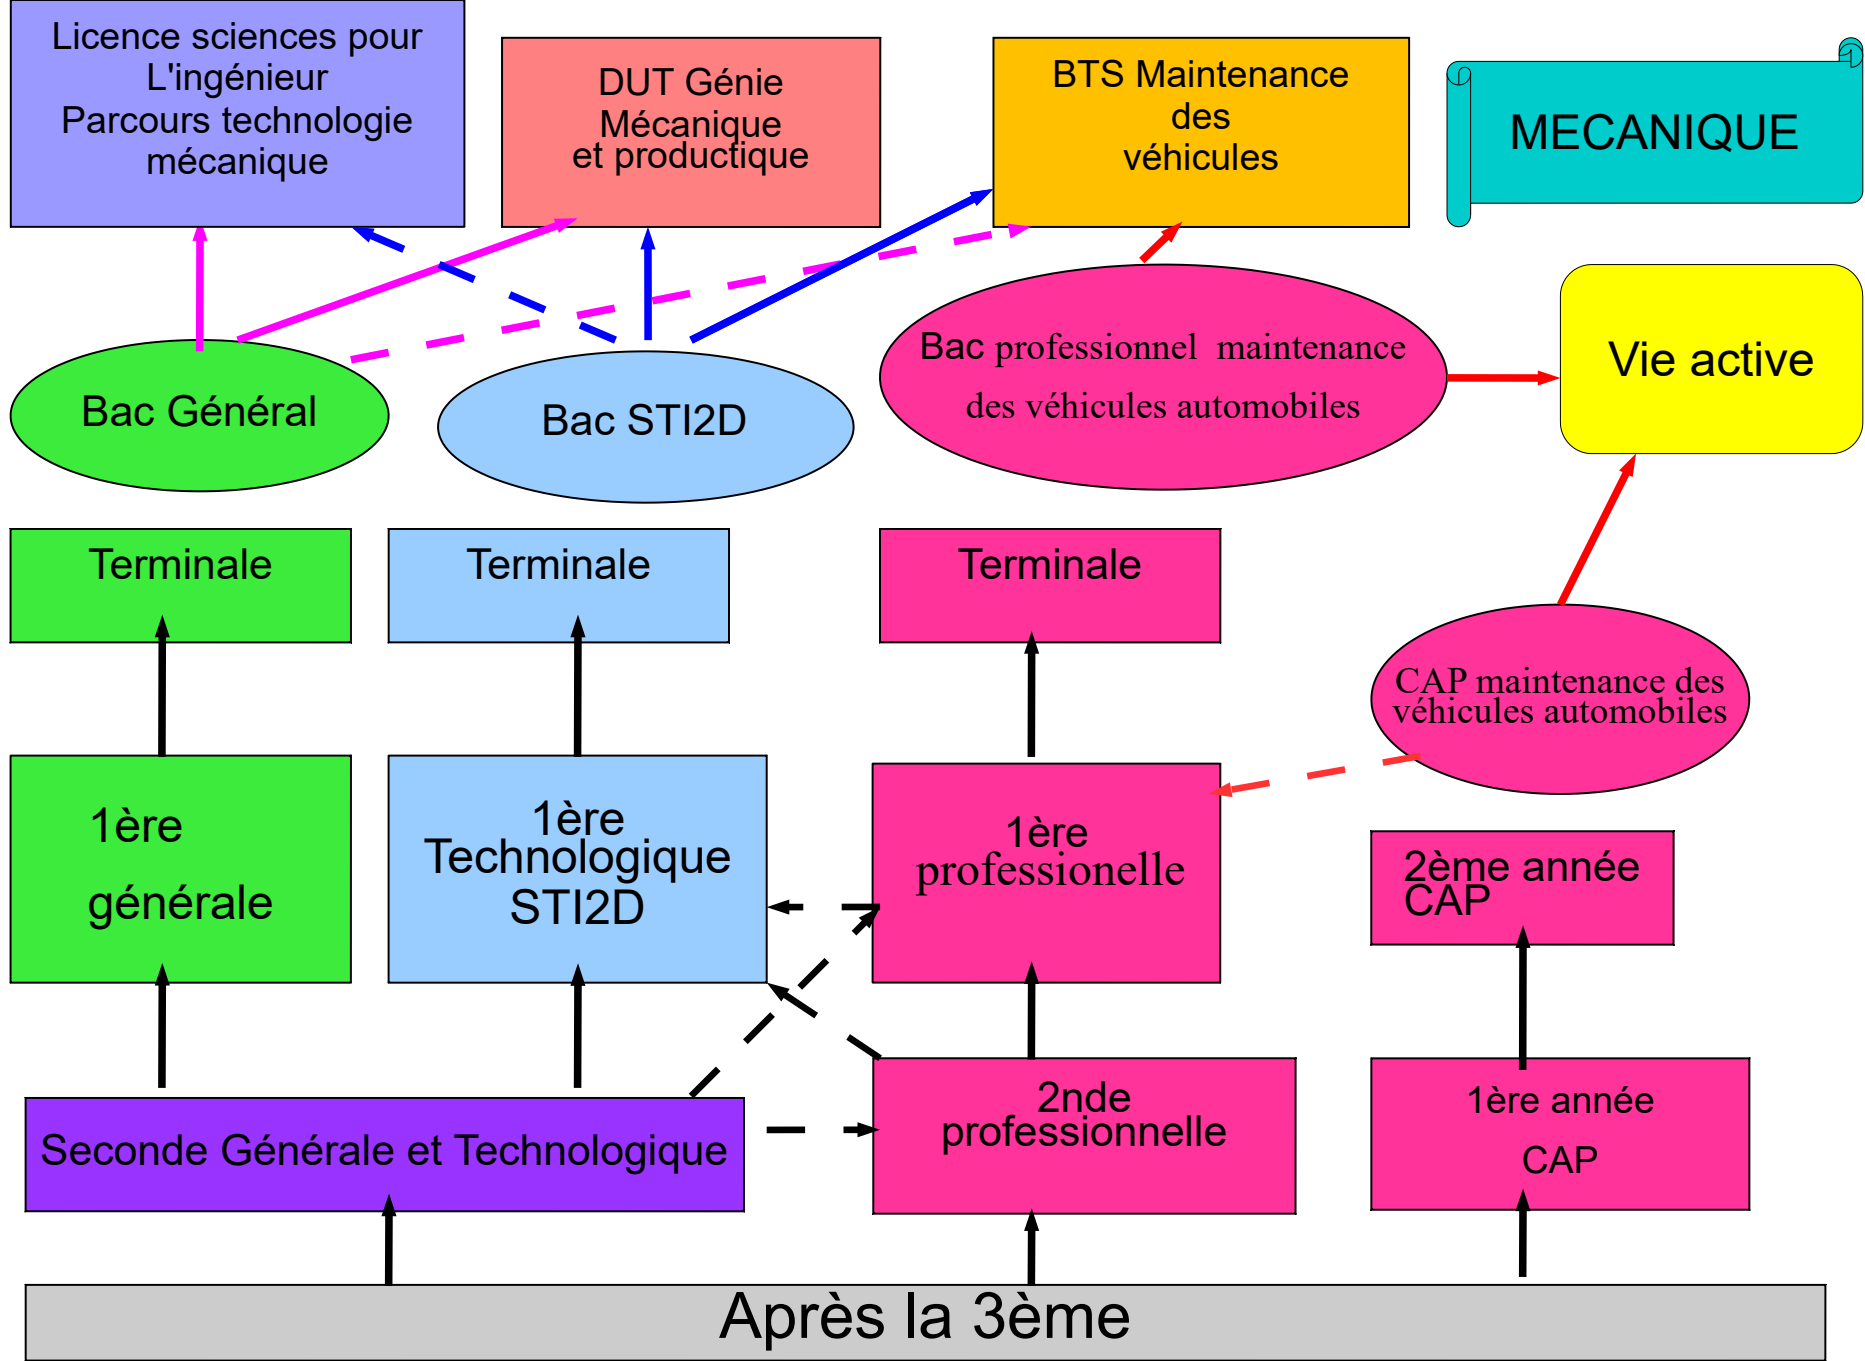 Licence sciences pour
L'ingénieur
Parcours technologie
mécanique
DUT Génie
Mécanique
et productique
BTS Maintenance
des
véhicules
MECANIQUE
Bac Général
Bac STI2D
Bac professionnel maintenance
des véhicules automobiles
Vie active
Terminale
Terminale
Terminale
CAP maintenance des
véhicules automobiles
1ère
générale
1ère
Technologique
STI2D
1ère
professionelle
2ème année
CAP
Seconde Générale et Technologique
2nde
professionnelle
1ère année
CAP
Après la 3ème